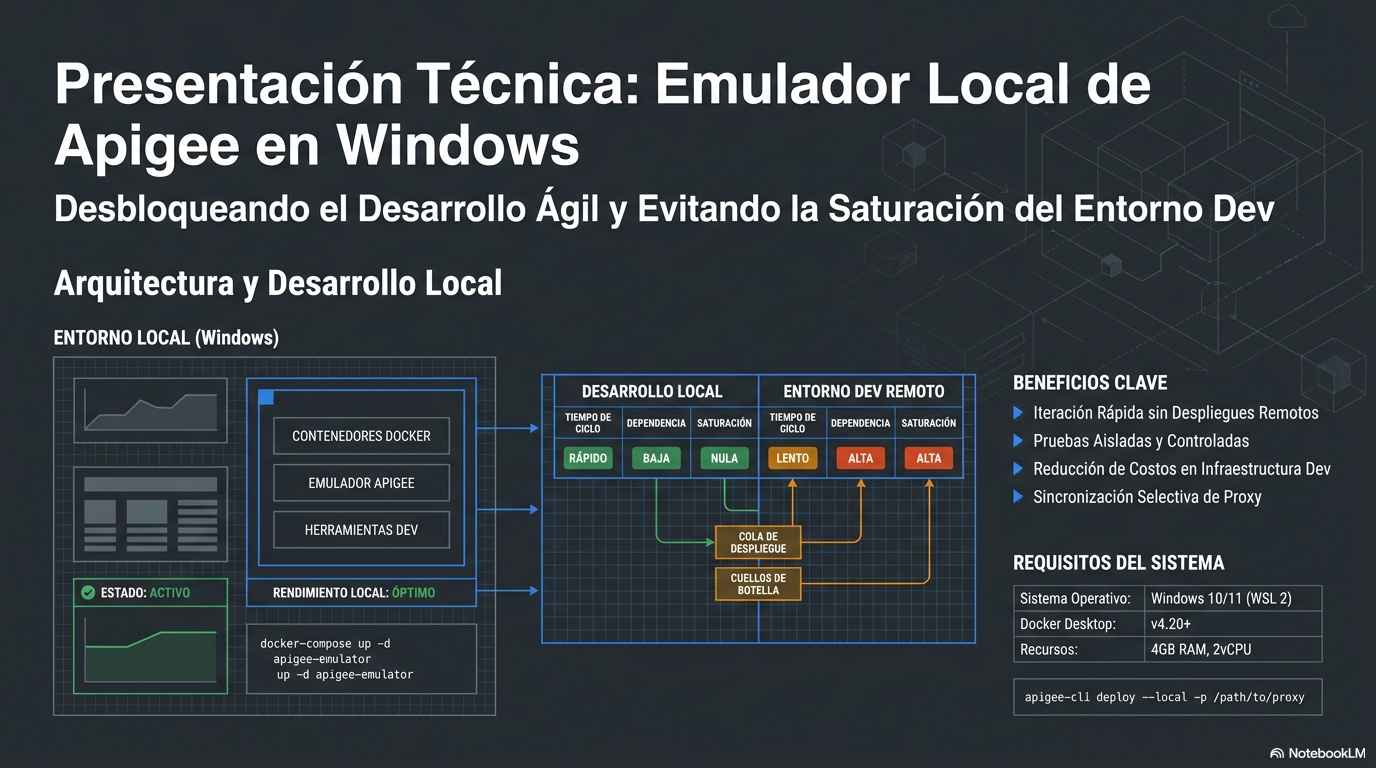 Presentación Técnica: Emulador Local de
Apigee en Windows
Desbloqueando el Desarrollo Ágil y Evitando la Saturación del Entorno Dev
Arquitectura y Desarrollo Local
ENTORNO LOCAL (Windows)
CONTENEDORES DOCKER
EMULADOR APIGEE
HERRAMIENTAS DEV
ESTADO: ACTIVO
RENDIMIENTO LOCAL: ÓPTIMO
docker-compose up -d
apigee-emulator
up -d apigee-emulator
DESARROLLO LOCAL
ENTORNO DEV REMOTO
TIEMPO DE
CICLO
DEPENDENCIA
SATURACIÓN
TIEMPO DE
CICLO
DEPENDENCIA
SATURACIÓN
RÁPIDO
BAJA
NULA
LENTO
ALTA
ALTA
COLA DE
DESPLIEGUE
CUELLOS DE
BOTELLA
BENEFICIOS CLAVE
Iteración Rápida sin Despliegues Remotos
Pruebas Aisladas y Controladas
Reducción de Costos en Infraestructura Dev
Sincronización Selectiva de Proxy
REQUISITOS DEL SISTEMA
Sistema Operativo: Windows 10/11 (WSL 2)
Docker Desktop: v4.20+
Recursos: 4GB RAM, 2vCPU
apigee-cli deploy --local -p /path/to/proxy
NotebookLM